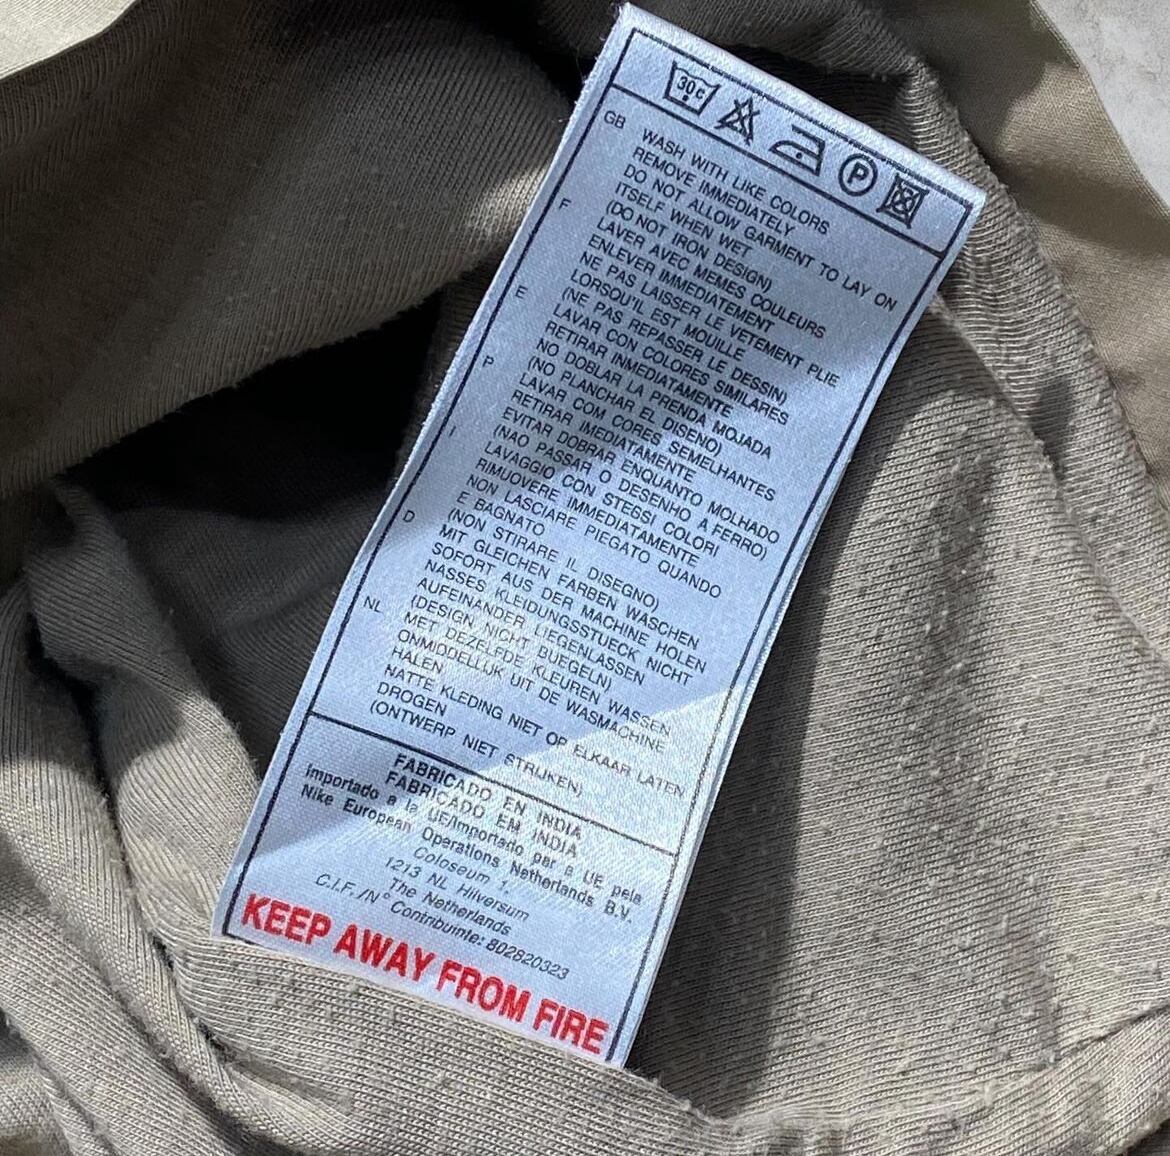 30c P
GB WASH WITH LIKE COLORS
REMOVE IMMEDIATELY
DO NOT ALLOW GARMENT TO LAY ON
ITSELF WHEN WET
(DO NOT IRON DESIGN)
F LAVER AVEC MEMES COULEURS
ENLEVER IMMEDIATEMENT
NE PAS LAISSER LE VETEMENT PLIE
LORSQU'IL EST MOUILLE
(NE PAS REPASSER LE DESSIN)
E LAVAR CON COLORES SIMILARES
RETIRAR INMEDIATAMENTE
NO DOBLAR LA PRENDA MOJADA
(NO PLANCHAR EL DISENO)
P LAVAR COM CORES SEMELHANTES
RETIRAR IMEDIATAMENTE
EVITAR DOBRAR ENQUANTO MOLHADO
(NAO PASSAR O DESENHO A FERRO)
I LAVAGGIO CON STEGSI COLORI
RIMUOVERE IMMEDIATAMENTE
NON LASCIARE PIEGATO QUANDO
E BAGNATO
(NON STIRARE IL DISEGNO)
D MIT GLEICHEN FARBEN WASCHEN
SOFORT AUS DER MACHINE HOLEN
NASSES KLEIDUNGSSTUECK NICHT
AUFEINANDER LIEGENLASSEN
(DESIGN NICHT BUEGELN)
NL MET DEZELFDE KLEUREN WASSEN
ONMIDDELLIJK UIT DE WASMACHINE
HALEN
NATTE KLEDING NIET OP ELKAAR LATEN
DROGEN
(ONTWERP NIET STRIJKEN)
FABRICADO EN INDIA
FABRICADO EM INDIA
Importado a la UE/Importado par a UE pela
Nike European Operations Netherlands B.V.
Coloseum 1,
1213 NL Hilversum
The Netherlands
C.I.F./N° Contribuinte: 802820323
KEEP AWAY FROM FIRE